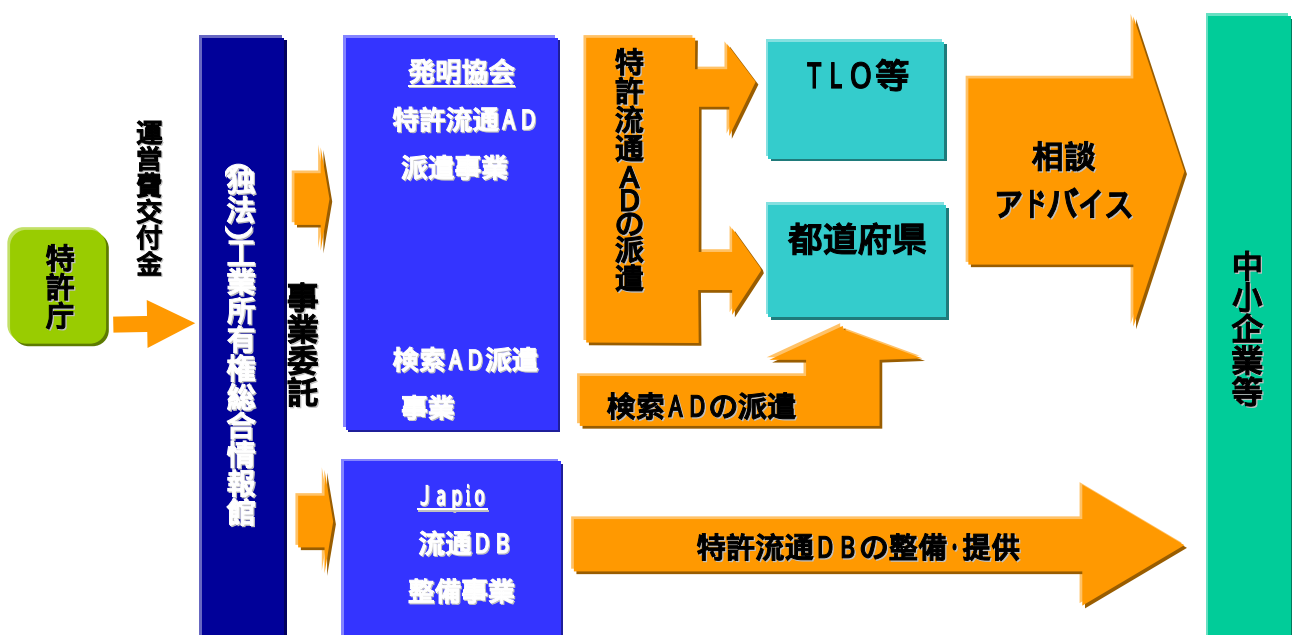 特許庁
運営費交付金
(独法)工業所有権総合情報館
事業委託
発明協会
特許流通AD
派遣事業
検索AD派遣
事業
Japio
流通DB
整備事業
特許流通ADの派遣
TLO等
都道府県
検索ADの派遣
特許流通DBの整備・提供
相談
アドバイス
中小企業等